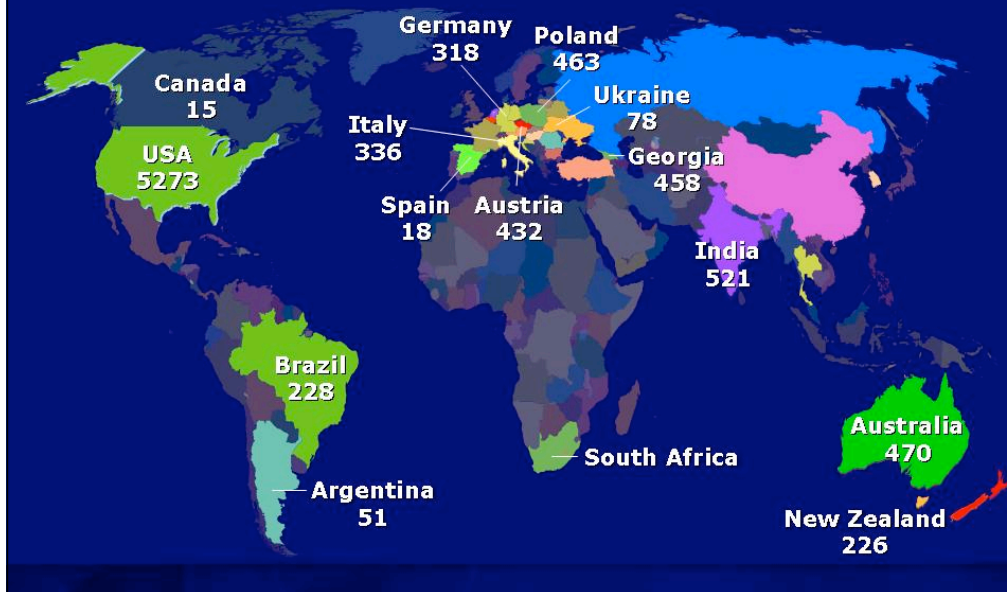 Germany
318
Poland
463
Canada
15
Ukraine
78
Italy
336
USA
5273
Georgia
458
Spain
18
Austria
432
India
521
Brazil
228
Australia
470
South Africa
Argentina
51
New Zealand
226